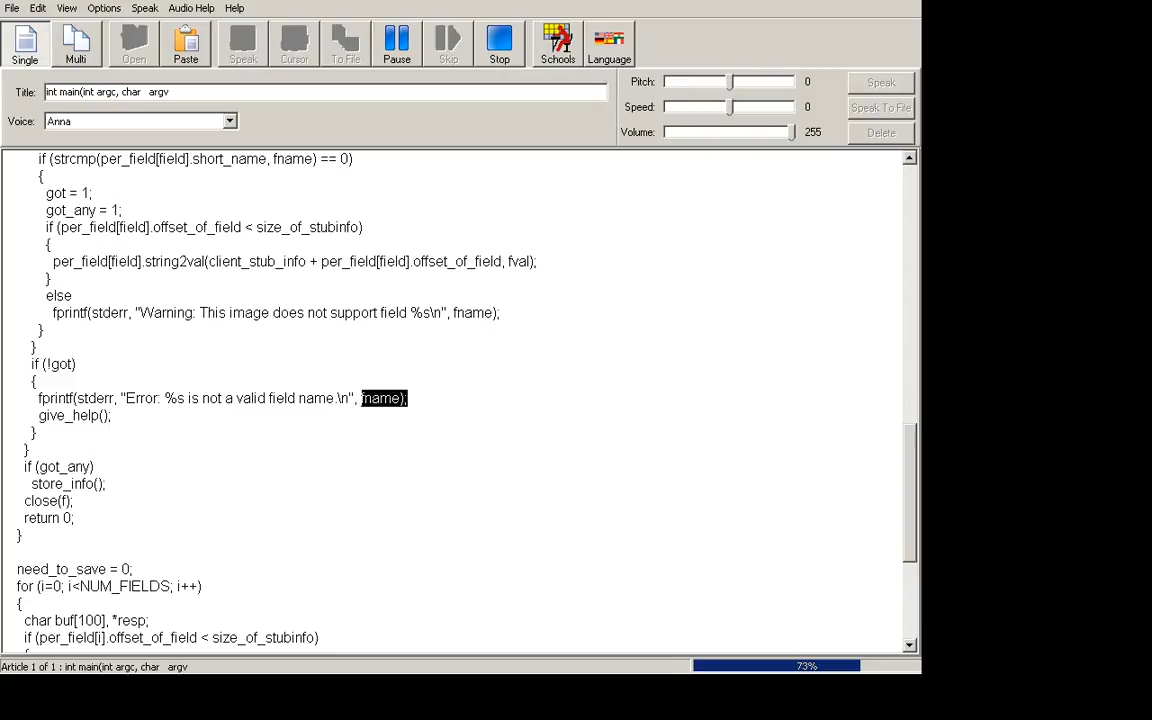 File Edit View Options Speak Audio Help Help
Single Multi Open Paste Speak Cursor To File Pause Skip Stop Schools Language
Title: int main(int argc, char   argv
Voice: Anna
Pitch: 0 Speak
Speed: 0 Speak To File
Volume: 255 Delete
if (strcmp(per_field[field].short_name, fname) == 0)
{
got = 1;
got_any = 1;
if (per_field[field].offset_of_field < size_of_stubinfo)
{
per_field[field].string2val(client_stub_info + per_field[field].offset_of_field, fval);
}
else
fprintf(stderr, "Warning: This image does not support field %s\n", fname);
}
}
if (!got)
{
fprintf(stderr, "Error: %s is not a valid field name.\n", fname);
give_help();
}
}
if (got_any)
store_info();
close(f);
return 0;
}
need_to_save = 0;
for (i=0; i<NUM_FIELDS; i++)
{
char buf[100], *resp;
if (per_field[i].offset_of_field < size_of_stubinfo)
Article 1 of 1 : int main(int argc, char   argv 73%